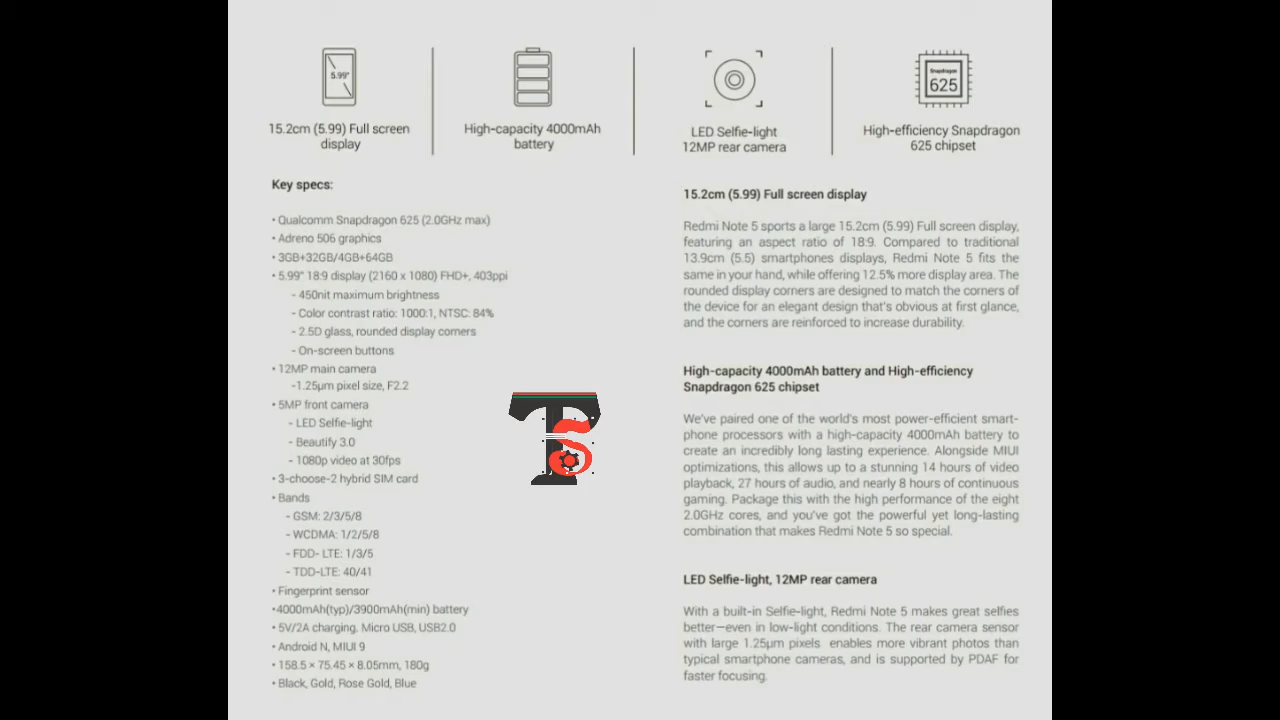 5.99"
15.2cm (5.99) Full screen
display
High-capacity 4000mAh
battery
LED Selfie-light
12MP rear camera
Snapdragon
625
High-efficiency Snapdragon
625 chipset
Key specs:
• Qualcomm Snapdragon 625 (2.0GHz max)
• Adreno 506 graphics
• 3GB+32GB/4GB+64GB
• 5.99" 18:9 display (2160 x 1080) FHD+, 403ppi
- 450nit maximum brightness
- Color contrast ratio: 1000:1, NTSC: 84%
- 2.5D glass, rounded display corners
- On-screen buttons
• 12MP main camera
-1.25µm pixel size, F2.2
• 5MP front camera
- LED Selfie-light
- Beautify 3.0
- 1080p video at 30fps
• 3-choose-2 hybrid SIM card
• Bands
- GSM: 2/3/5/8
- WCDMA: 1/2/5/8
- FDD- LTE: 1/3/5
- TDD-LTE: 40/41
• Fingerprint sensor
•4000mAh(typ)/3900mAh(min) battery
• 5V/2A charging. Micro USB, USB2.0
• Android N, MIUI 9
• 158.5 × 75.45 × 8.05mm, 180g
• Black, Gold, Rose Gold, Blue
TS
15.2cm (5.99) Full screen display
Redmi Note 5 sports a large 15.2cm (5.99) Full screen display,
featuring an aspect ratio of 18:9. Compared to traditional
13.9cm (5.5) smartphones displays, Redmi Note 5 fits the
same in your hand, while offering 12.5% more display area. The
rounded display corners are designed to match the corners of
the device for an elegant design that's obvious at first glance,
and the corners are reinforced to increase durability.
High-capacity 4000mAh battery and High-efficiency
Snapdragon 625 chipset
We've paired one of the world's most power-efficient smart-
phone processors with a high-capacity 4000mAh battery to
create an incredibly long lasting experience. Alongside MIUI
optimizations, this allows up to a stunning 14 hours of video
playback, 27 hours of audio, and nearly 8 hours of continuous
gaming. Package this with the high performance of the eight
2.0GHz cores, and you've got the powerful yet long-lasting
combination that makes Redmi Note 5 so special.
LED Selfie-light, 12MP rear camera
With a built-in Selfie-light, Redmi Note 5 makes great selfies
better—even in low-light conditions. The rear camera sensor
with large 1.25µm pixels enables more vibrant photos than
typical smartphone cameras, and is supported by PDAF for
faster focusing.